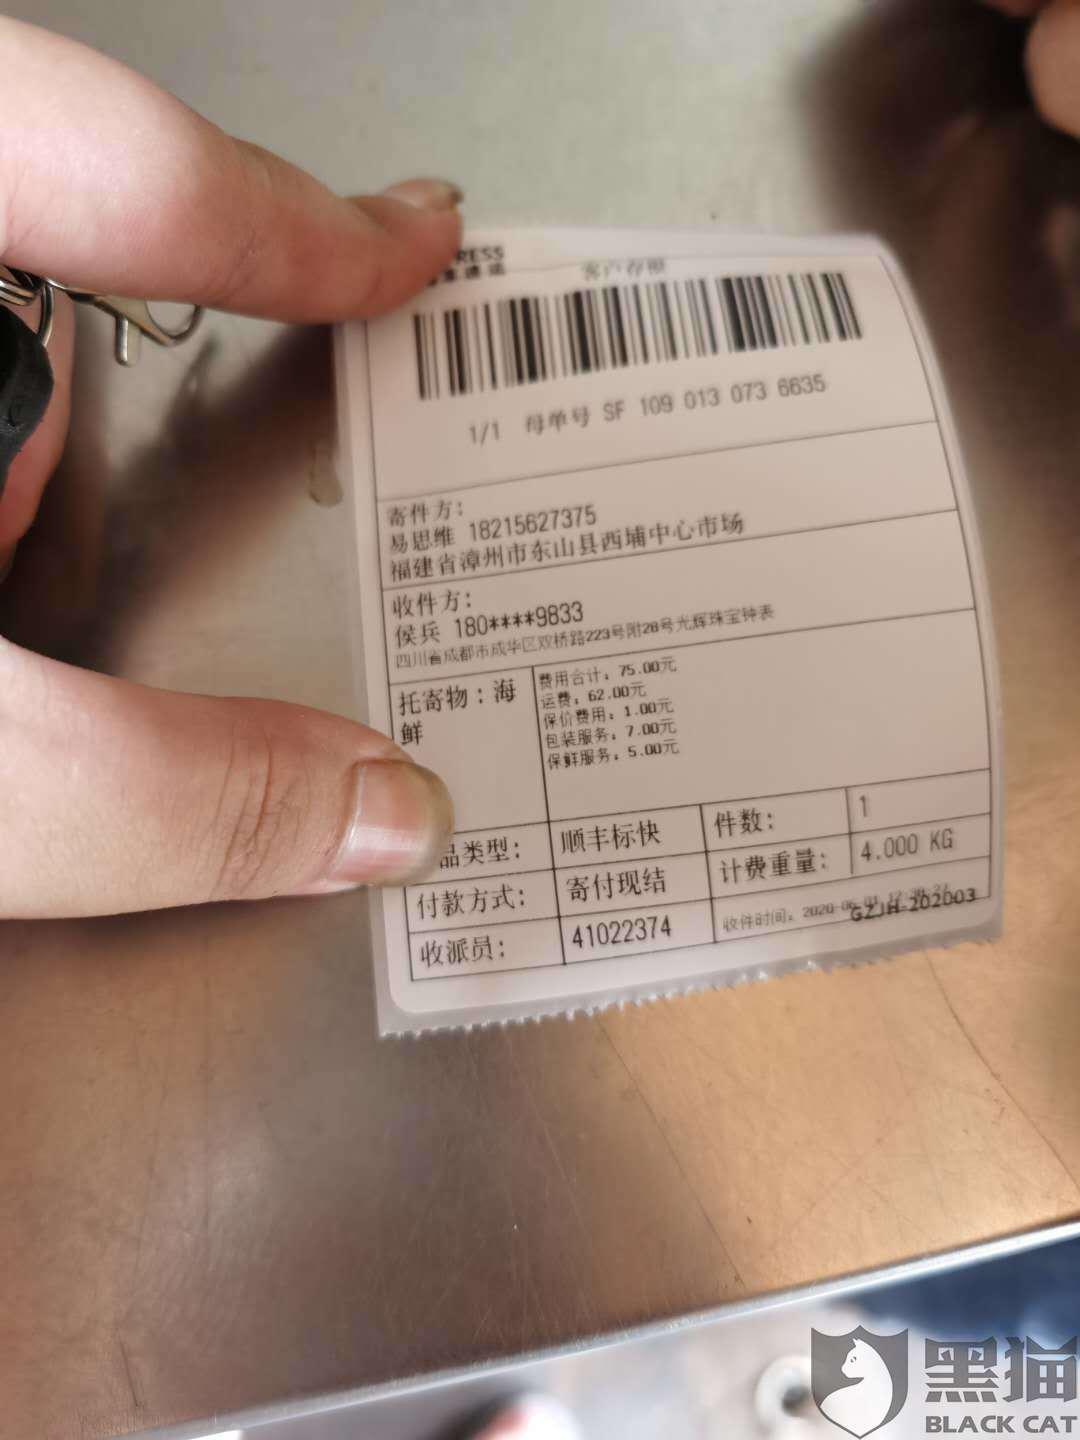 RESS
客户存根
1/1 母单号 SF 109 013 073 6635
寄件方：
易思维 18215627375
福建省漳州市东山县西埔中心市场
收件方：
侯兵 180****9833
四川省成都市成华区双桥路223号附28号光辉珠宝钟表
托寄物：海
鲜
费用合计：75.00元
运费：62.00元
保价费用：1.00元
包装服务：7.00元
保鲜服务：5.00元
品类型： 顺丰标快 件数： 1
付款方式： 寄付现结 计费重量： 4.000 KG
收派员： 41022374 收件时间：
GZJH-202003
黑猫
BLACK CAT